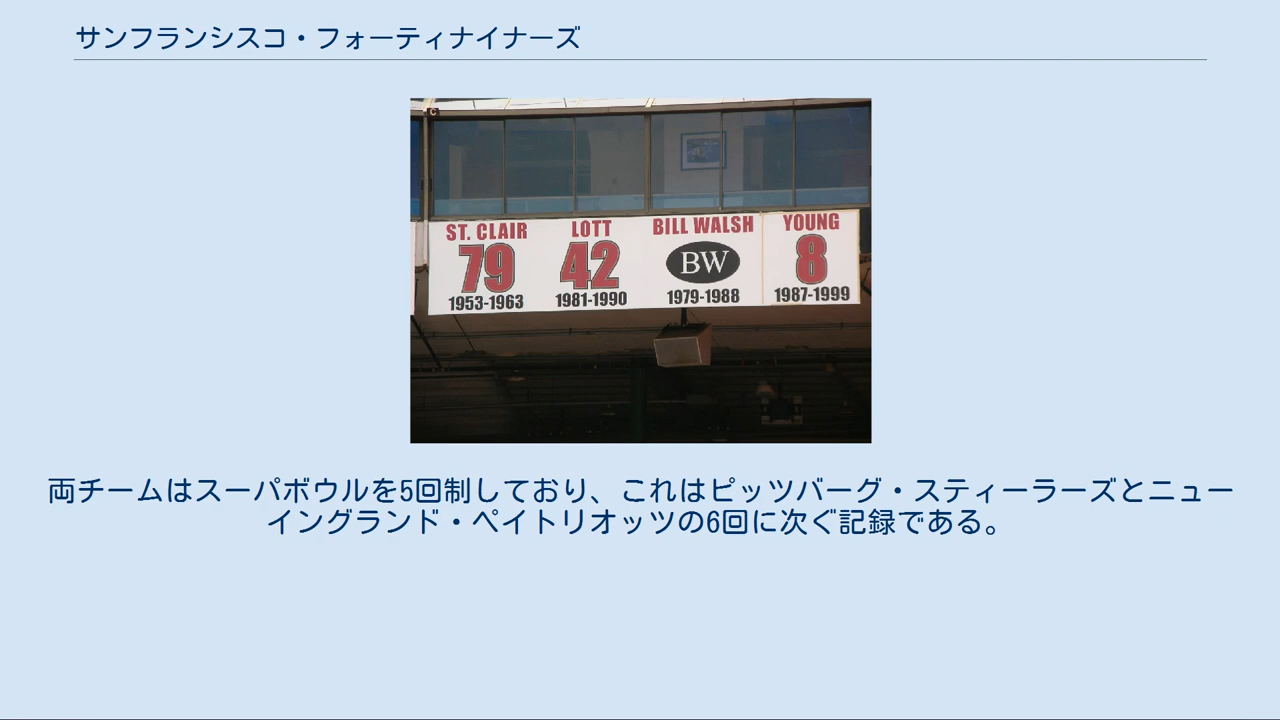 サンフランシスコ・フォーティナイナーズ
ST. CLAIR LOTT BILL WALSH YOUNG
79 42 BW 8
1953-1963 1981-1990 1979-1988 1987-1999
両チームはスーパボウルを5回制しており、これはピッツバーグ・スティーラーズとニュー
イングランド・ペイトリオッツの6回に次ぐ記録である。